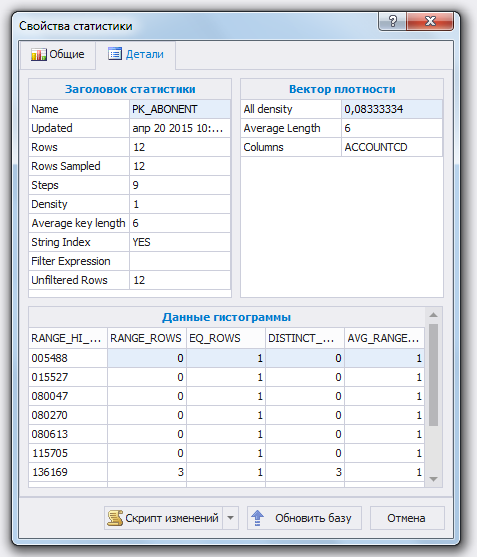 Свойства статистики
Общие Детали
Заголовок статистики
Name PK_ABONENT
Updated апр 20 2015 10:...
Rows 12
Rows Sampled 12
Steps 9
Density 1
Average key length 6
String Index YES
Filter Expression
Unfiltered Rows 12
Вектор плотности
All density 0,08333334
Average Length 6
Columns ACCOUNTCD
Данные гистограммы
RANGE_HI_... RANGE_ROWS EQ_ROWS DISTINCT_... AVG_RANGE...
005488 0 1 0 1
015527 0 1 0 1
080047 0 1 0 1
080270 0 1 0 1
080613 0 1 0 1
115705 0 1 0 1
136169 3 1 3 1
Скрипт изменений Обновить базу Отмена